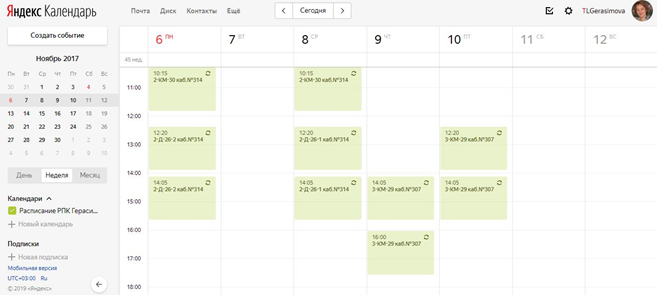 Яндекс Календарь
Почта Диск Контакты Ещё
Сегодня
TLGerasimova
Создать событие
Ноябрь 2017
Пн Вт Ср Чт Пт Сб Вс
30 31 1 2 3 4 5
6 7 8 9 10 11 12
13 14 15 16 17 18 19
20 21 22 23 24 25 26
27 28 29 30 1 2 3
4 5 6 7 8 9 10
День Неделя Месяц
Календари
Расписание РПК Гераси...
Новый календарь
Подписки
Новая подписка
Мобильная версия
UTC+03:00 Ru
© 2019 «Яндекс»
6 ПН 7 ВТ 8 СР 9 ЧТ 10 ПТ 11 СБ 12 ВС
45 нед.
10:15
2-КМ-30 каб.№314
10:15
2-КМ-30 каб.№314
11:00
12:00
12:20
2-Д-26-2 каб.№314
12:20
2-Д-26-1 каб.№314
12:20
3-КМ-29 каб.№307
13:00
14:00
14:05
2-Д-26-2 каб.№314
14:05
2-Д-26-1 каб.№314
14:05
3-КМ-29 каб.№307
14:05
3-КМ-29 каб.№307
15:00
16:00
16:00
3-КМ-29 каб.№307
17:00
18:00